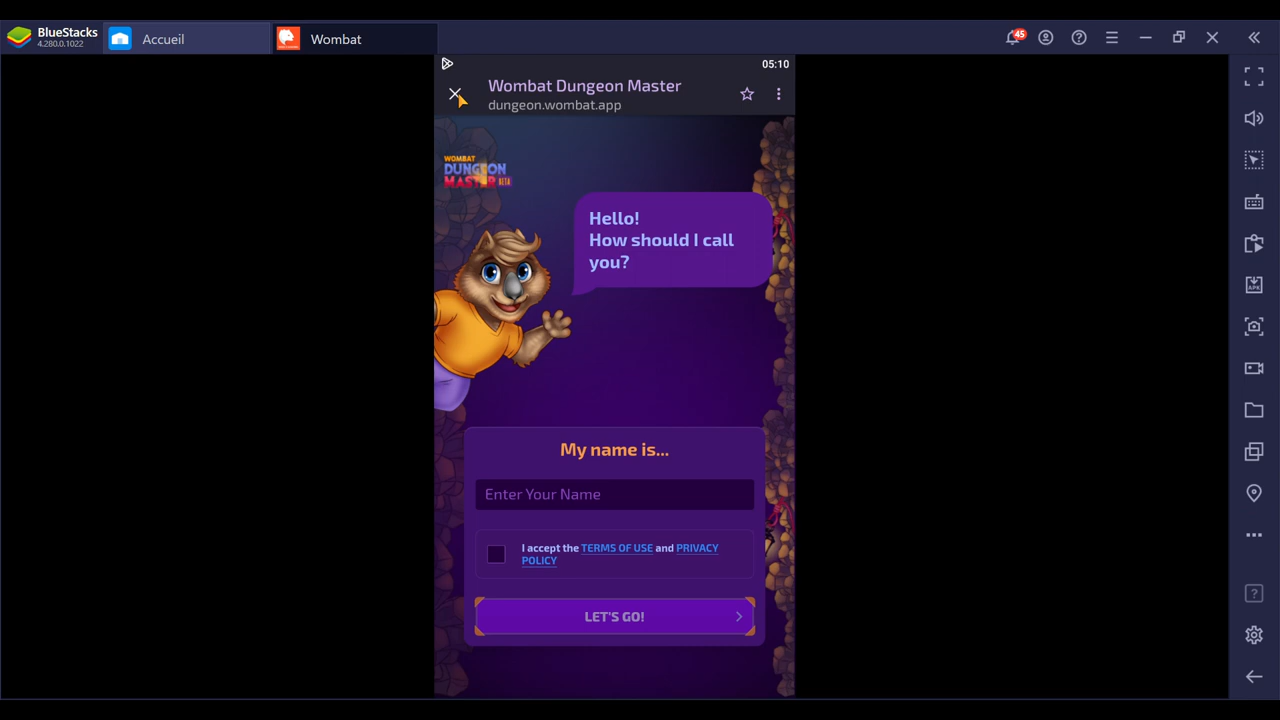 BlueStacks
4.280.0.1022
Accueil
Wombat
45
05:10
Wombat Dungeon Master
dungeon.wombat.app
WOMBAT
DUNGEON
MASTER BETA
Hello!
How should I call
you?
My name is...
Enter Your Name
I accept the TERMS OF USE and PRIVACY
POLICY
LET'S GO!
APK